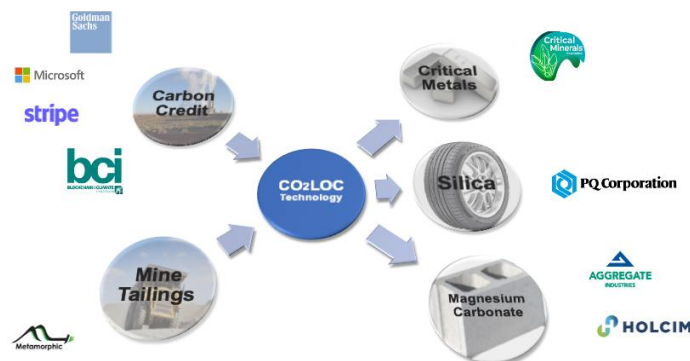 Goldman
Sachs
Microsoft
stripe
bci
Carbon
Credit
Mine
Tailings
Metamorphic
CO₂LOC
Technology
Critical
Metals
Critical
Minerals
Silica
PQ Corporation
Magnesium
Carbonate
AGGREGATE
INDUSTRIES
HOLCIM